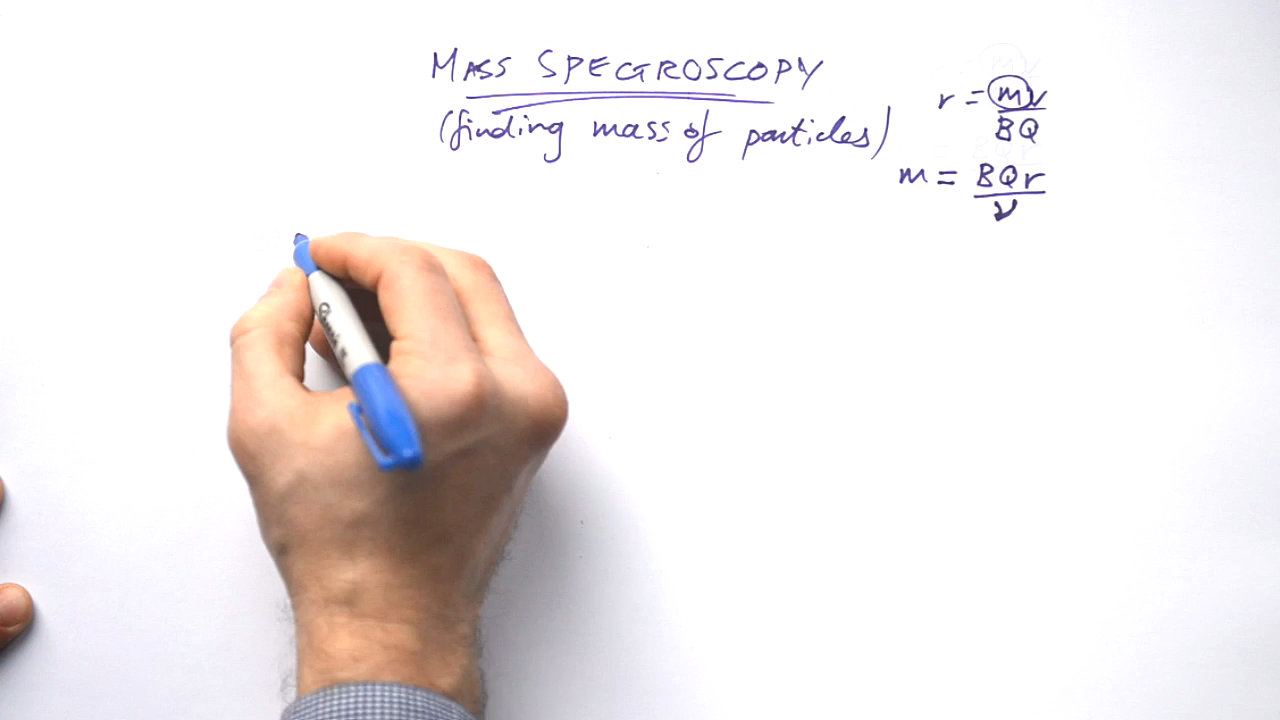 MASS SPEGROSCOPY
(finding mass of particles)
r = mv
BQ
m = BQr
v